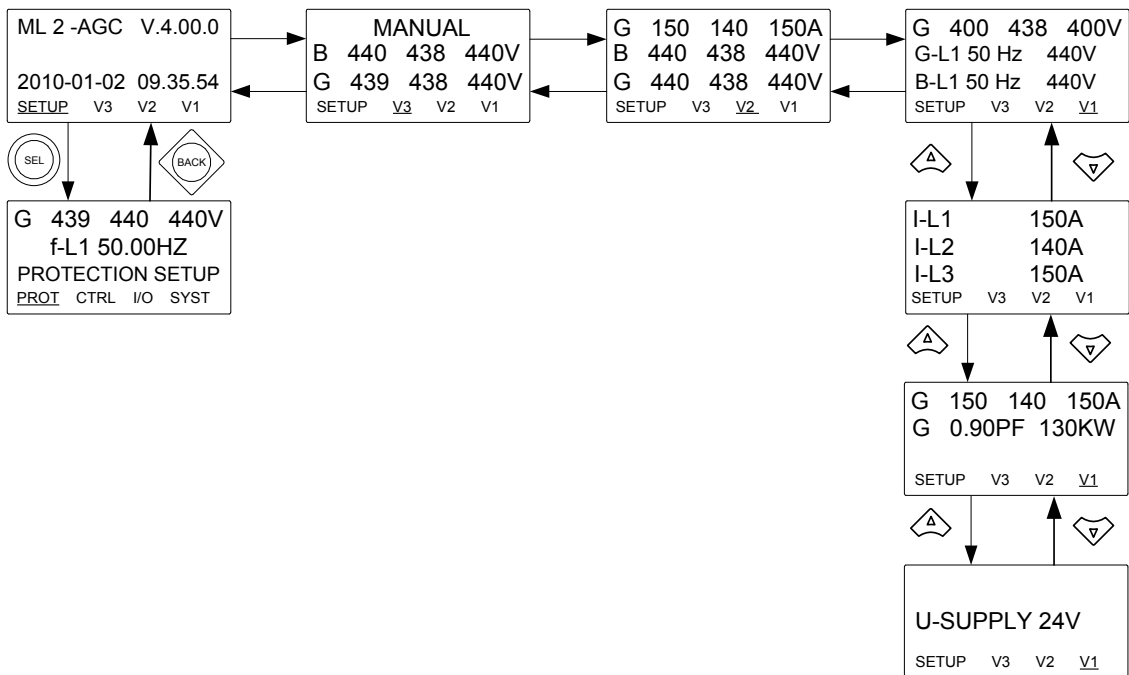 ML 2 -AGC V.4.00.0
2010-01-02 09.35.54
SETUP V3 V2 V1
MANUAL
B 440 438 440V
G 439 438 440V
SETUP V3 V2 V1
G 150 140 150A
B 440 438 440V
G 440 438 440V
SETUP V3 V2 V1
G 400 438 400V
G-L1 50 Hz 440V
B-L1 50 Hz 440V
SETUP V3 V2 V1
SEL
BACK
G 439 440 440V
f-L1 50.00HZ
PROTECTION SETUP
PROT CTRL I/O SYST
I-L1 150A
I-L2 140A
I-L3 150A
SETUP V3 V2 V1
G 150 140 150A
G 0.90PF 130KW
SETUP V3 V2 V1
U-SUPPLY 24V
SETUP V3 V2 V1